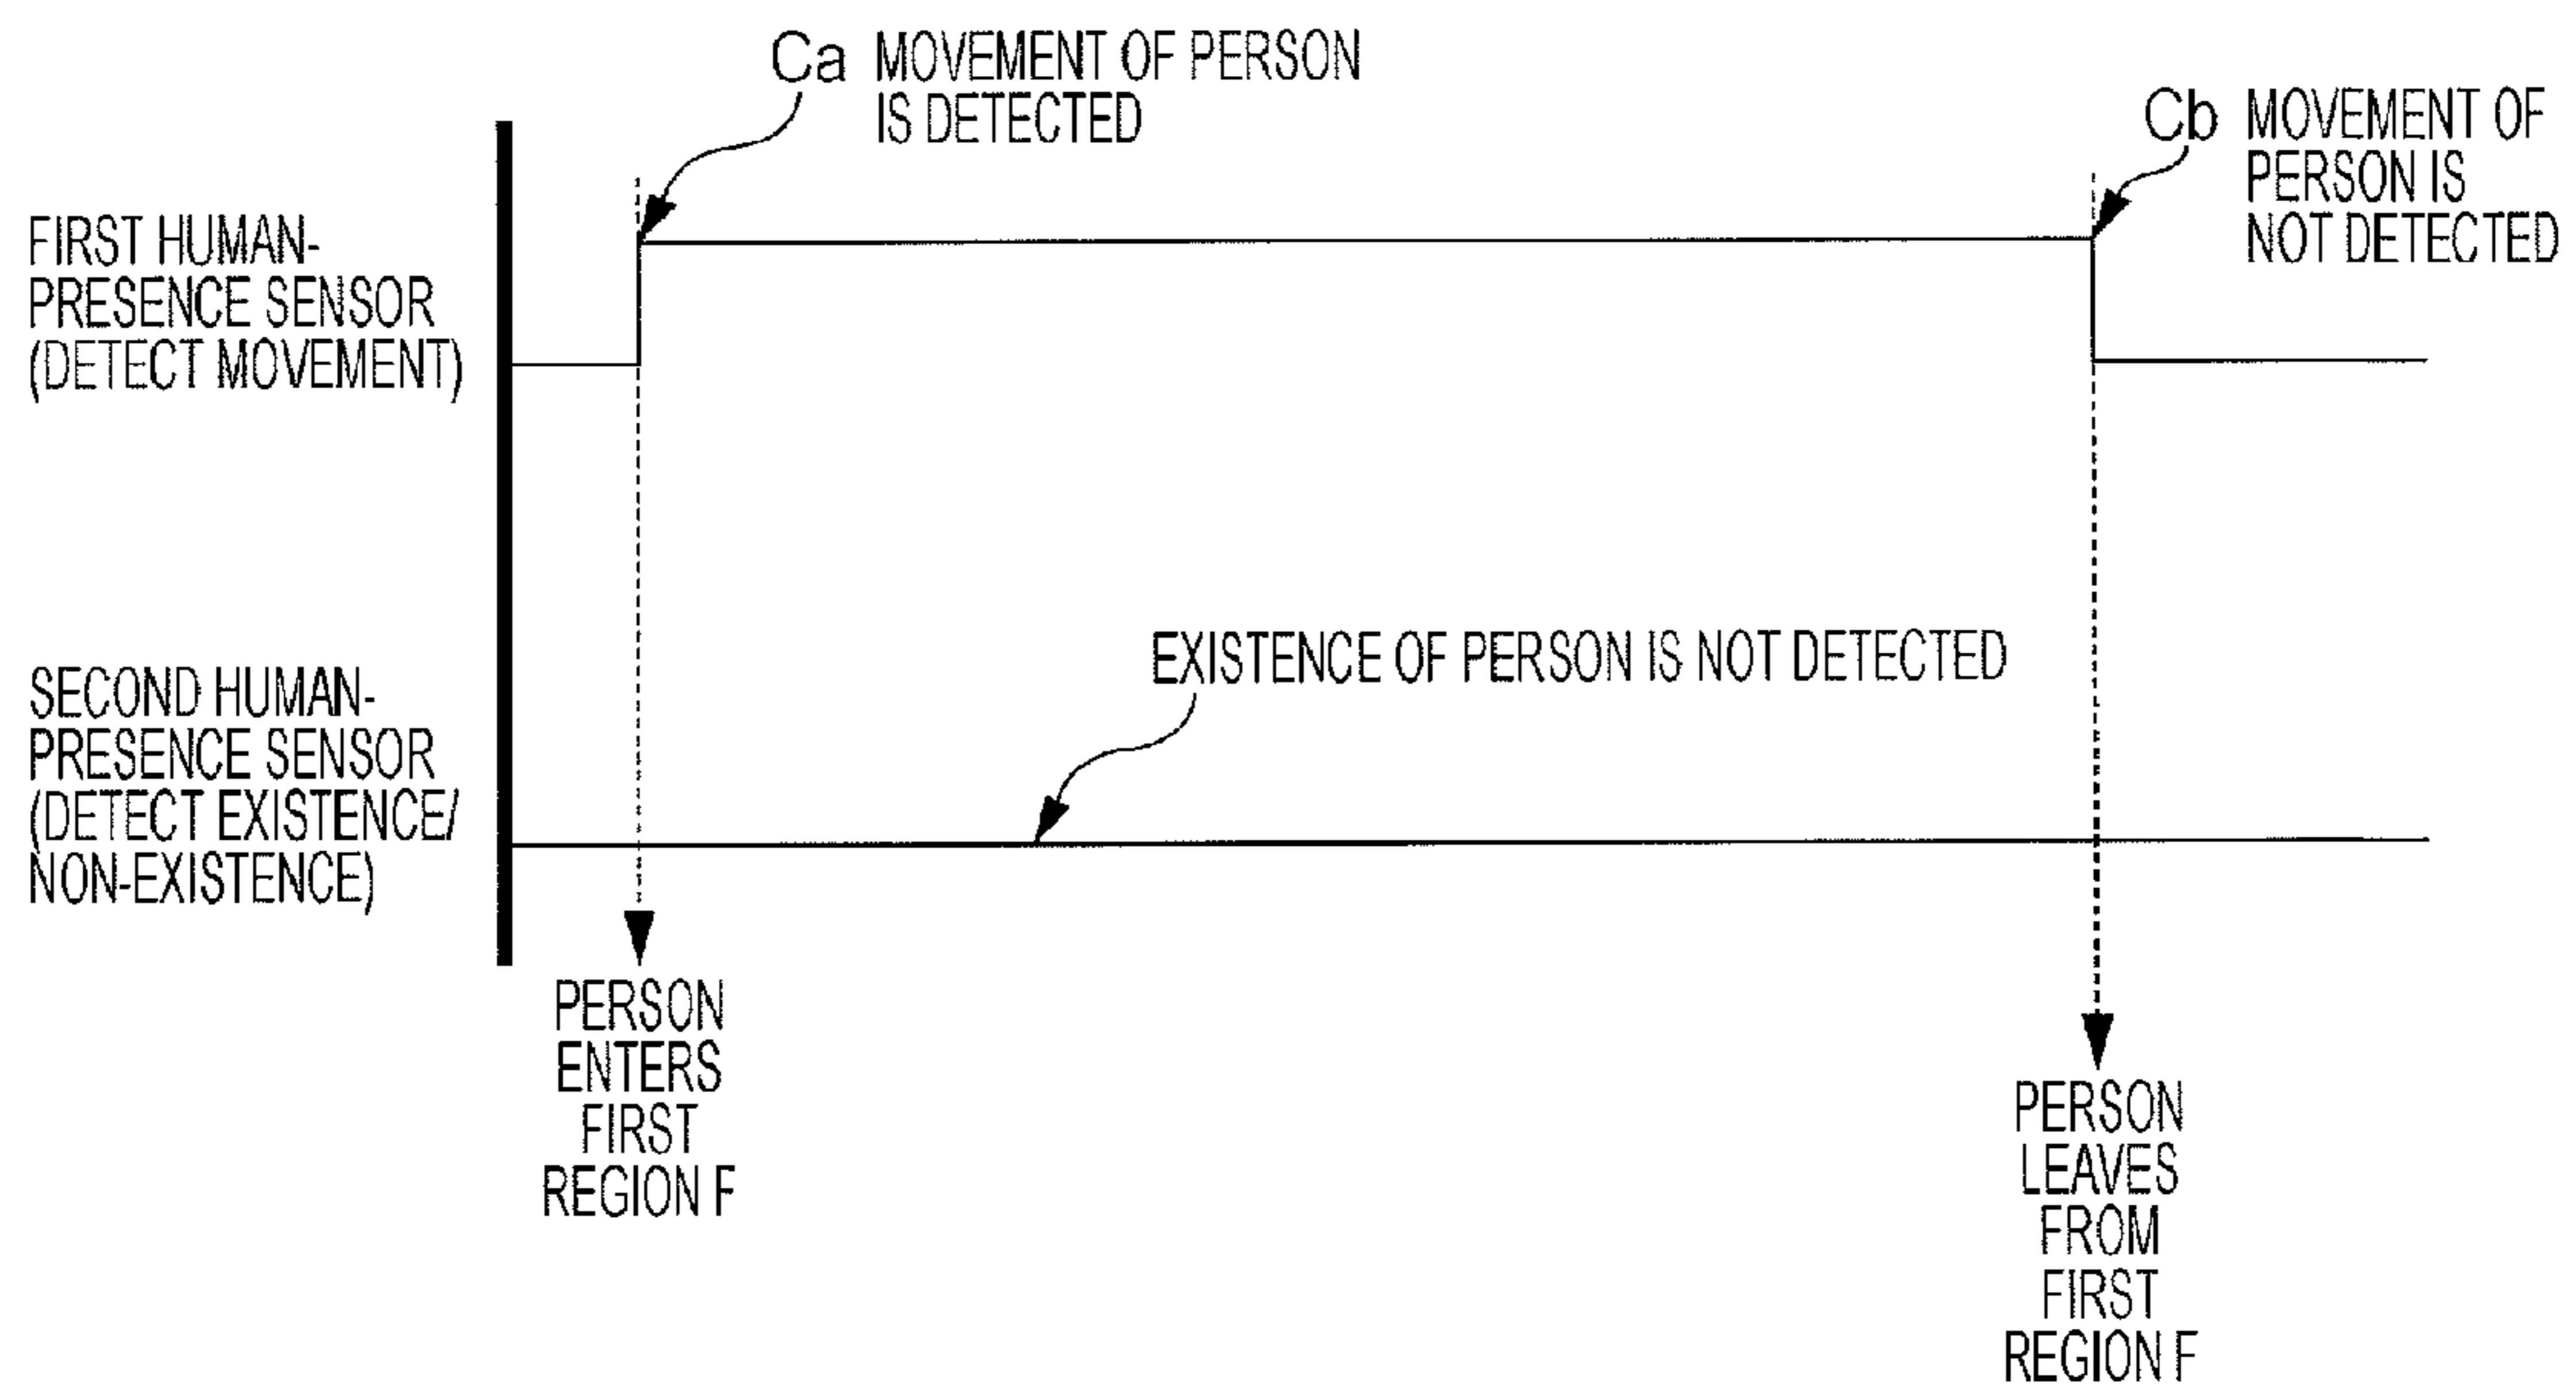 Ca MOVEMENT OF PERSON
IS DETECTED
Cb MOVEMENT OF
PERSON IS
NOT DETECTED
FIRST HUMAN-
PRESENCE SENSOR
(DETECT MOVEMENT)
EXISTENCE OF PERSON IS NOT DETECTED
SECOND HUMAN-
PRESENCE SENSOR
(DETECT EXISTENCE/
NON-EXISTENCE)
PERSON
ENTERS
FIRST
REGION F
PERSON
LEAVES
FROM
FIRST
REGION F